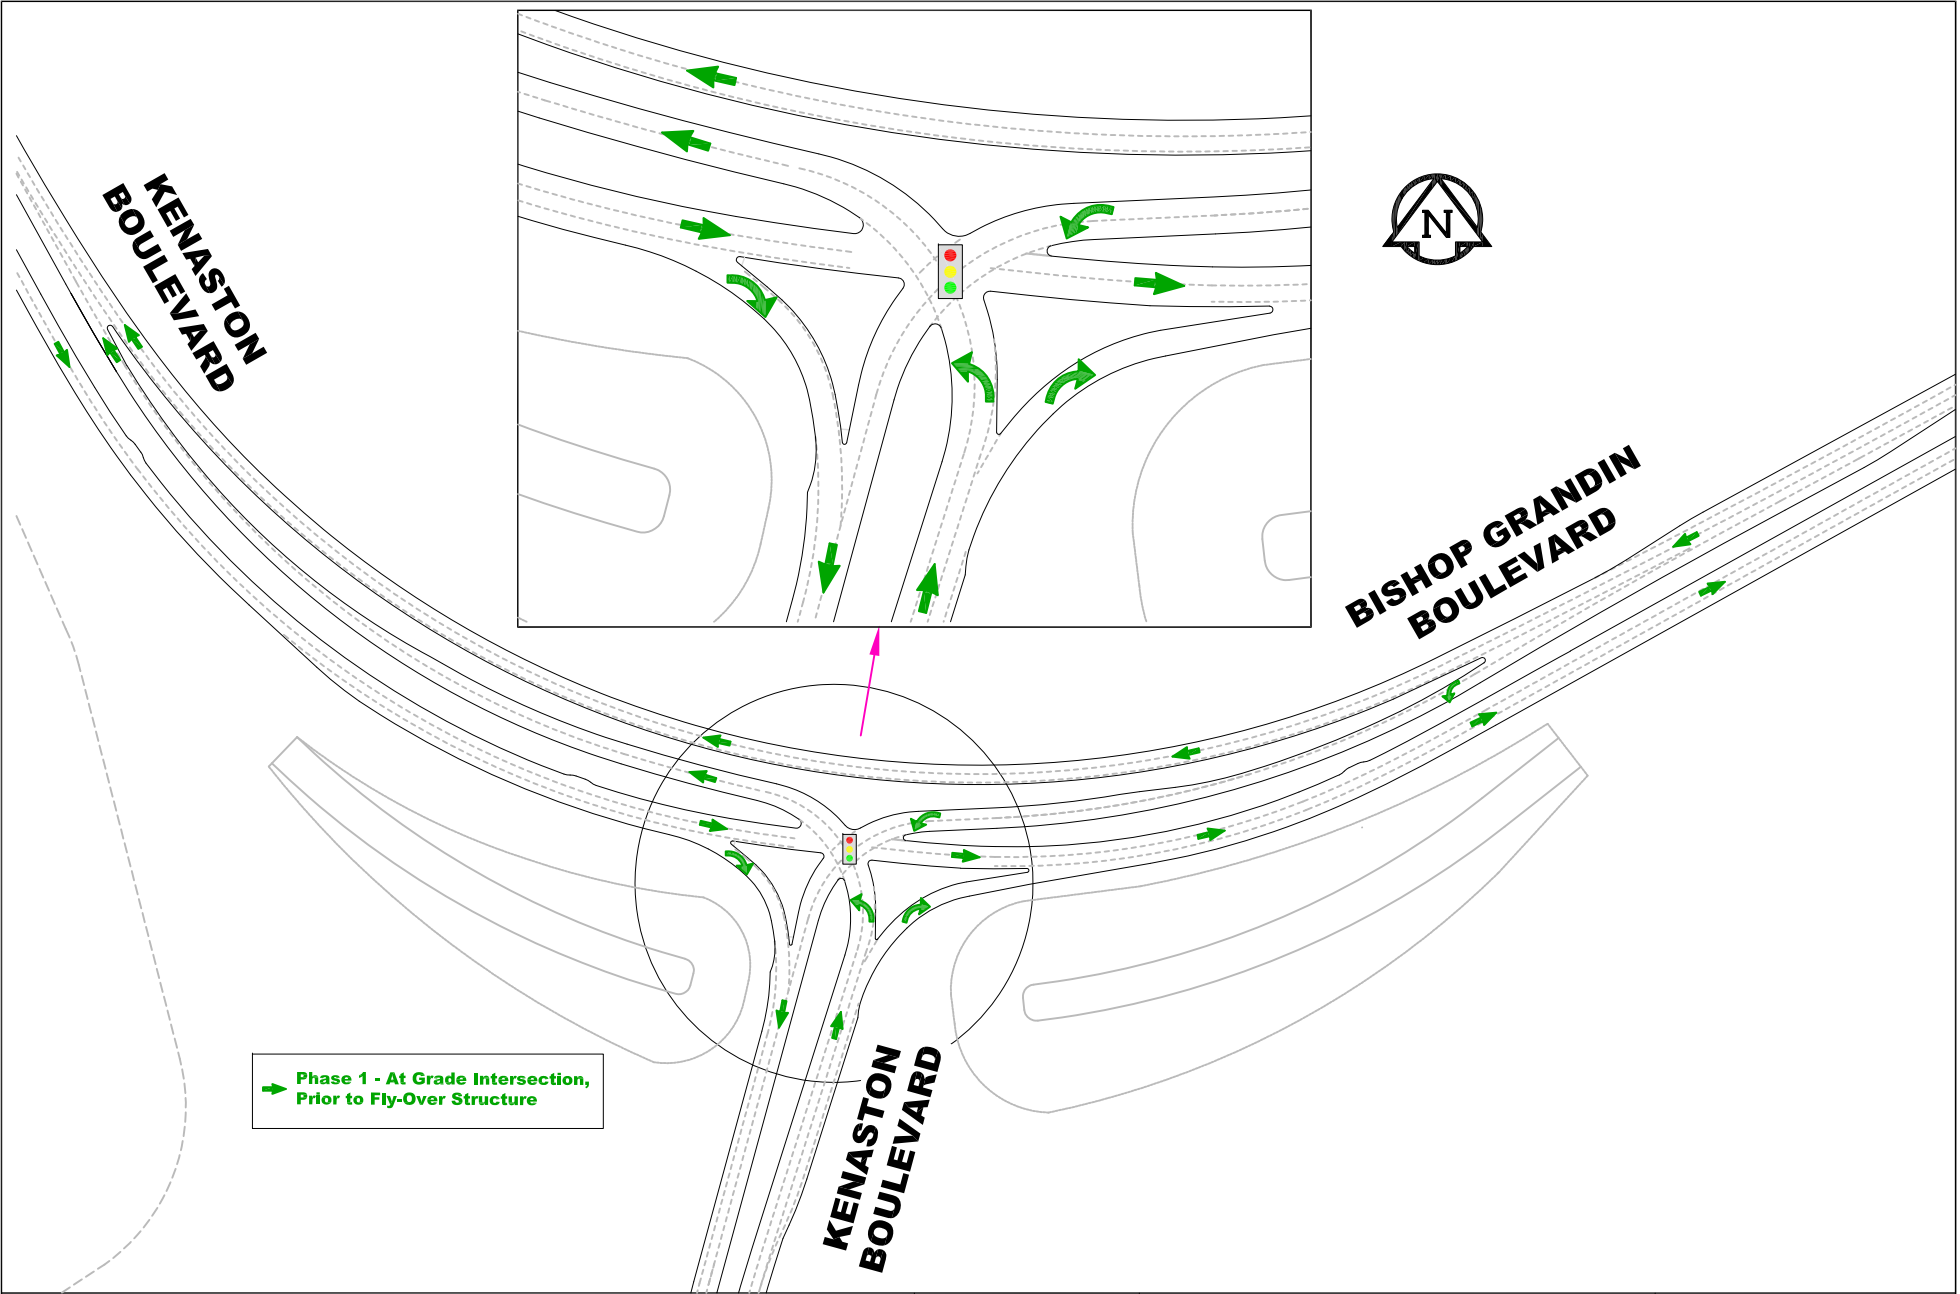 KENASTON
BOULEVARD
N
BISHOP GRANDIN
BOULEVARD
Phase 1 - At Grade Intersection,
Prior to Fly-Over Structure
KENASTON
BOULEVARD